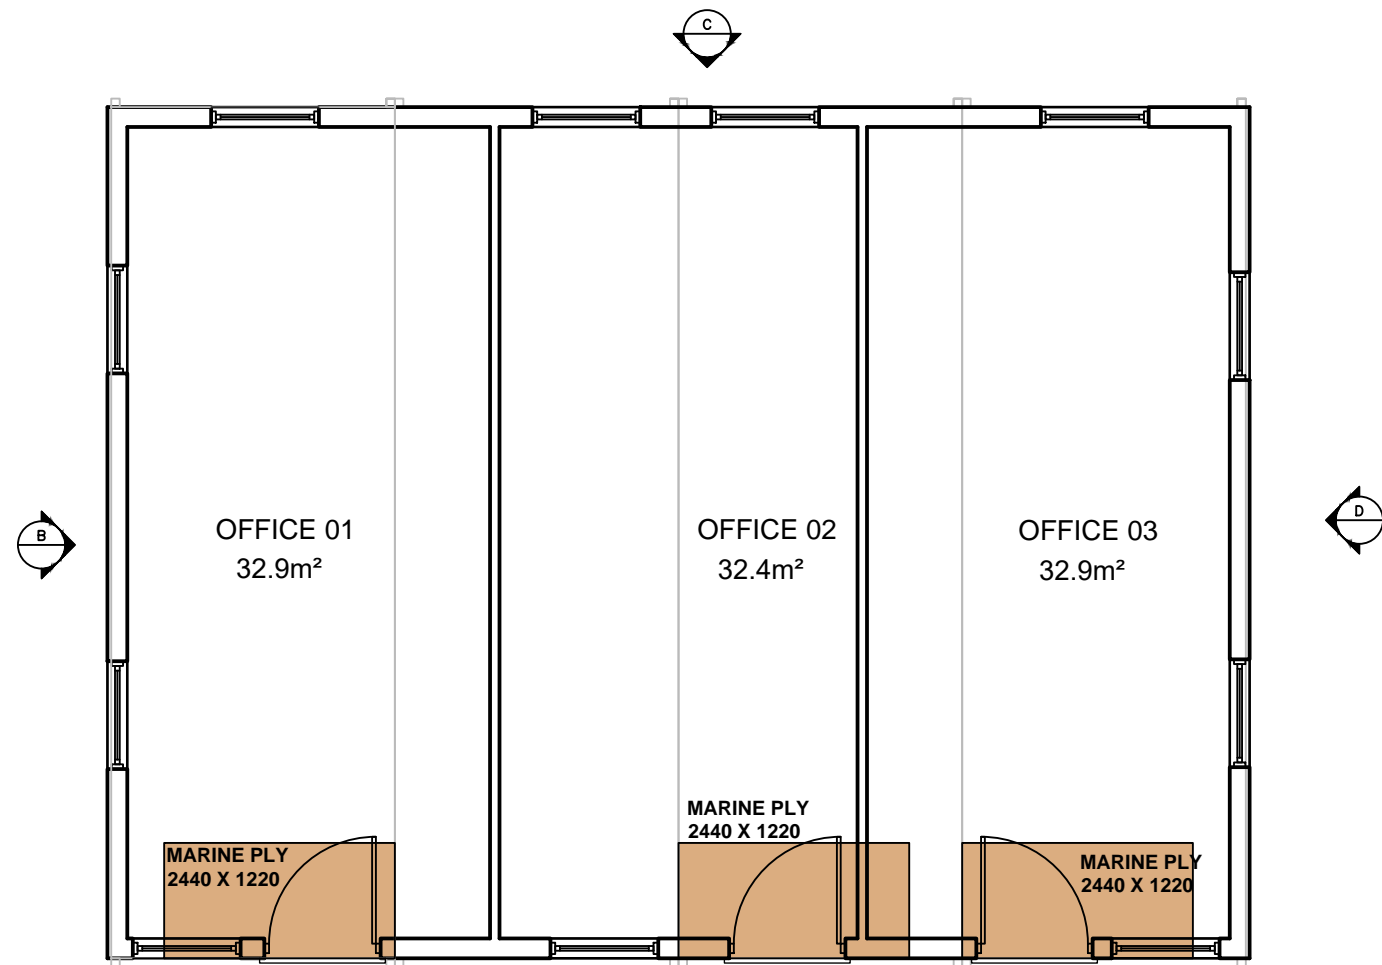 C
OFFICE 01
32.9m²
OFFICE 02
32.4m²
OFFICE 03
32.9m²
B
D
MARINE PLY
2440 X 1220
MARINE PLY
2440 X 1220
MARINE PLY
2440 X 1220